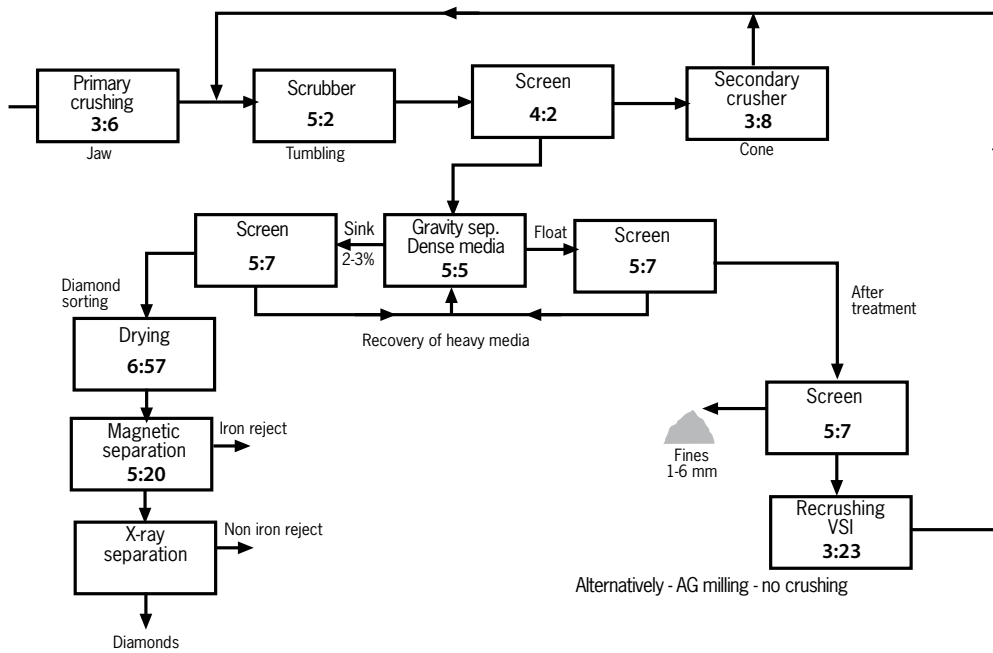 Primary
crushing
3:6
Jaw
Scrubber
5:2
Tumbling
Screen
4:2
Secondary
crusher
3:8
Cone
Screen
5:7
Sink
2-3%
Gravity sep.
Dense media
5:5
Float
Screen
5:7
Recovery of heavy media
Diamond
sorting
Drying
6:57
Magnetic
separation
5:20
Iron reject
X-ray
separation
Non iron reject
Diamonds
After
treatment
Screen
5:7
Fines
1-6 mm
Recrushing
VSI
3:23
Alternatively - AG milling - no crushing